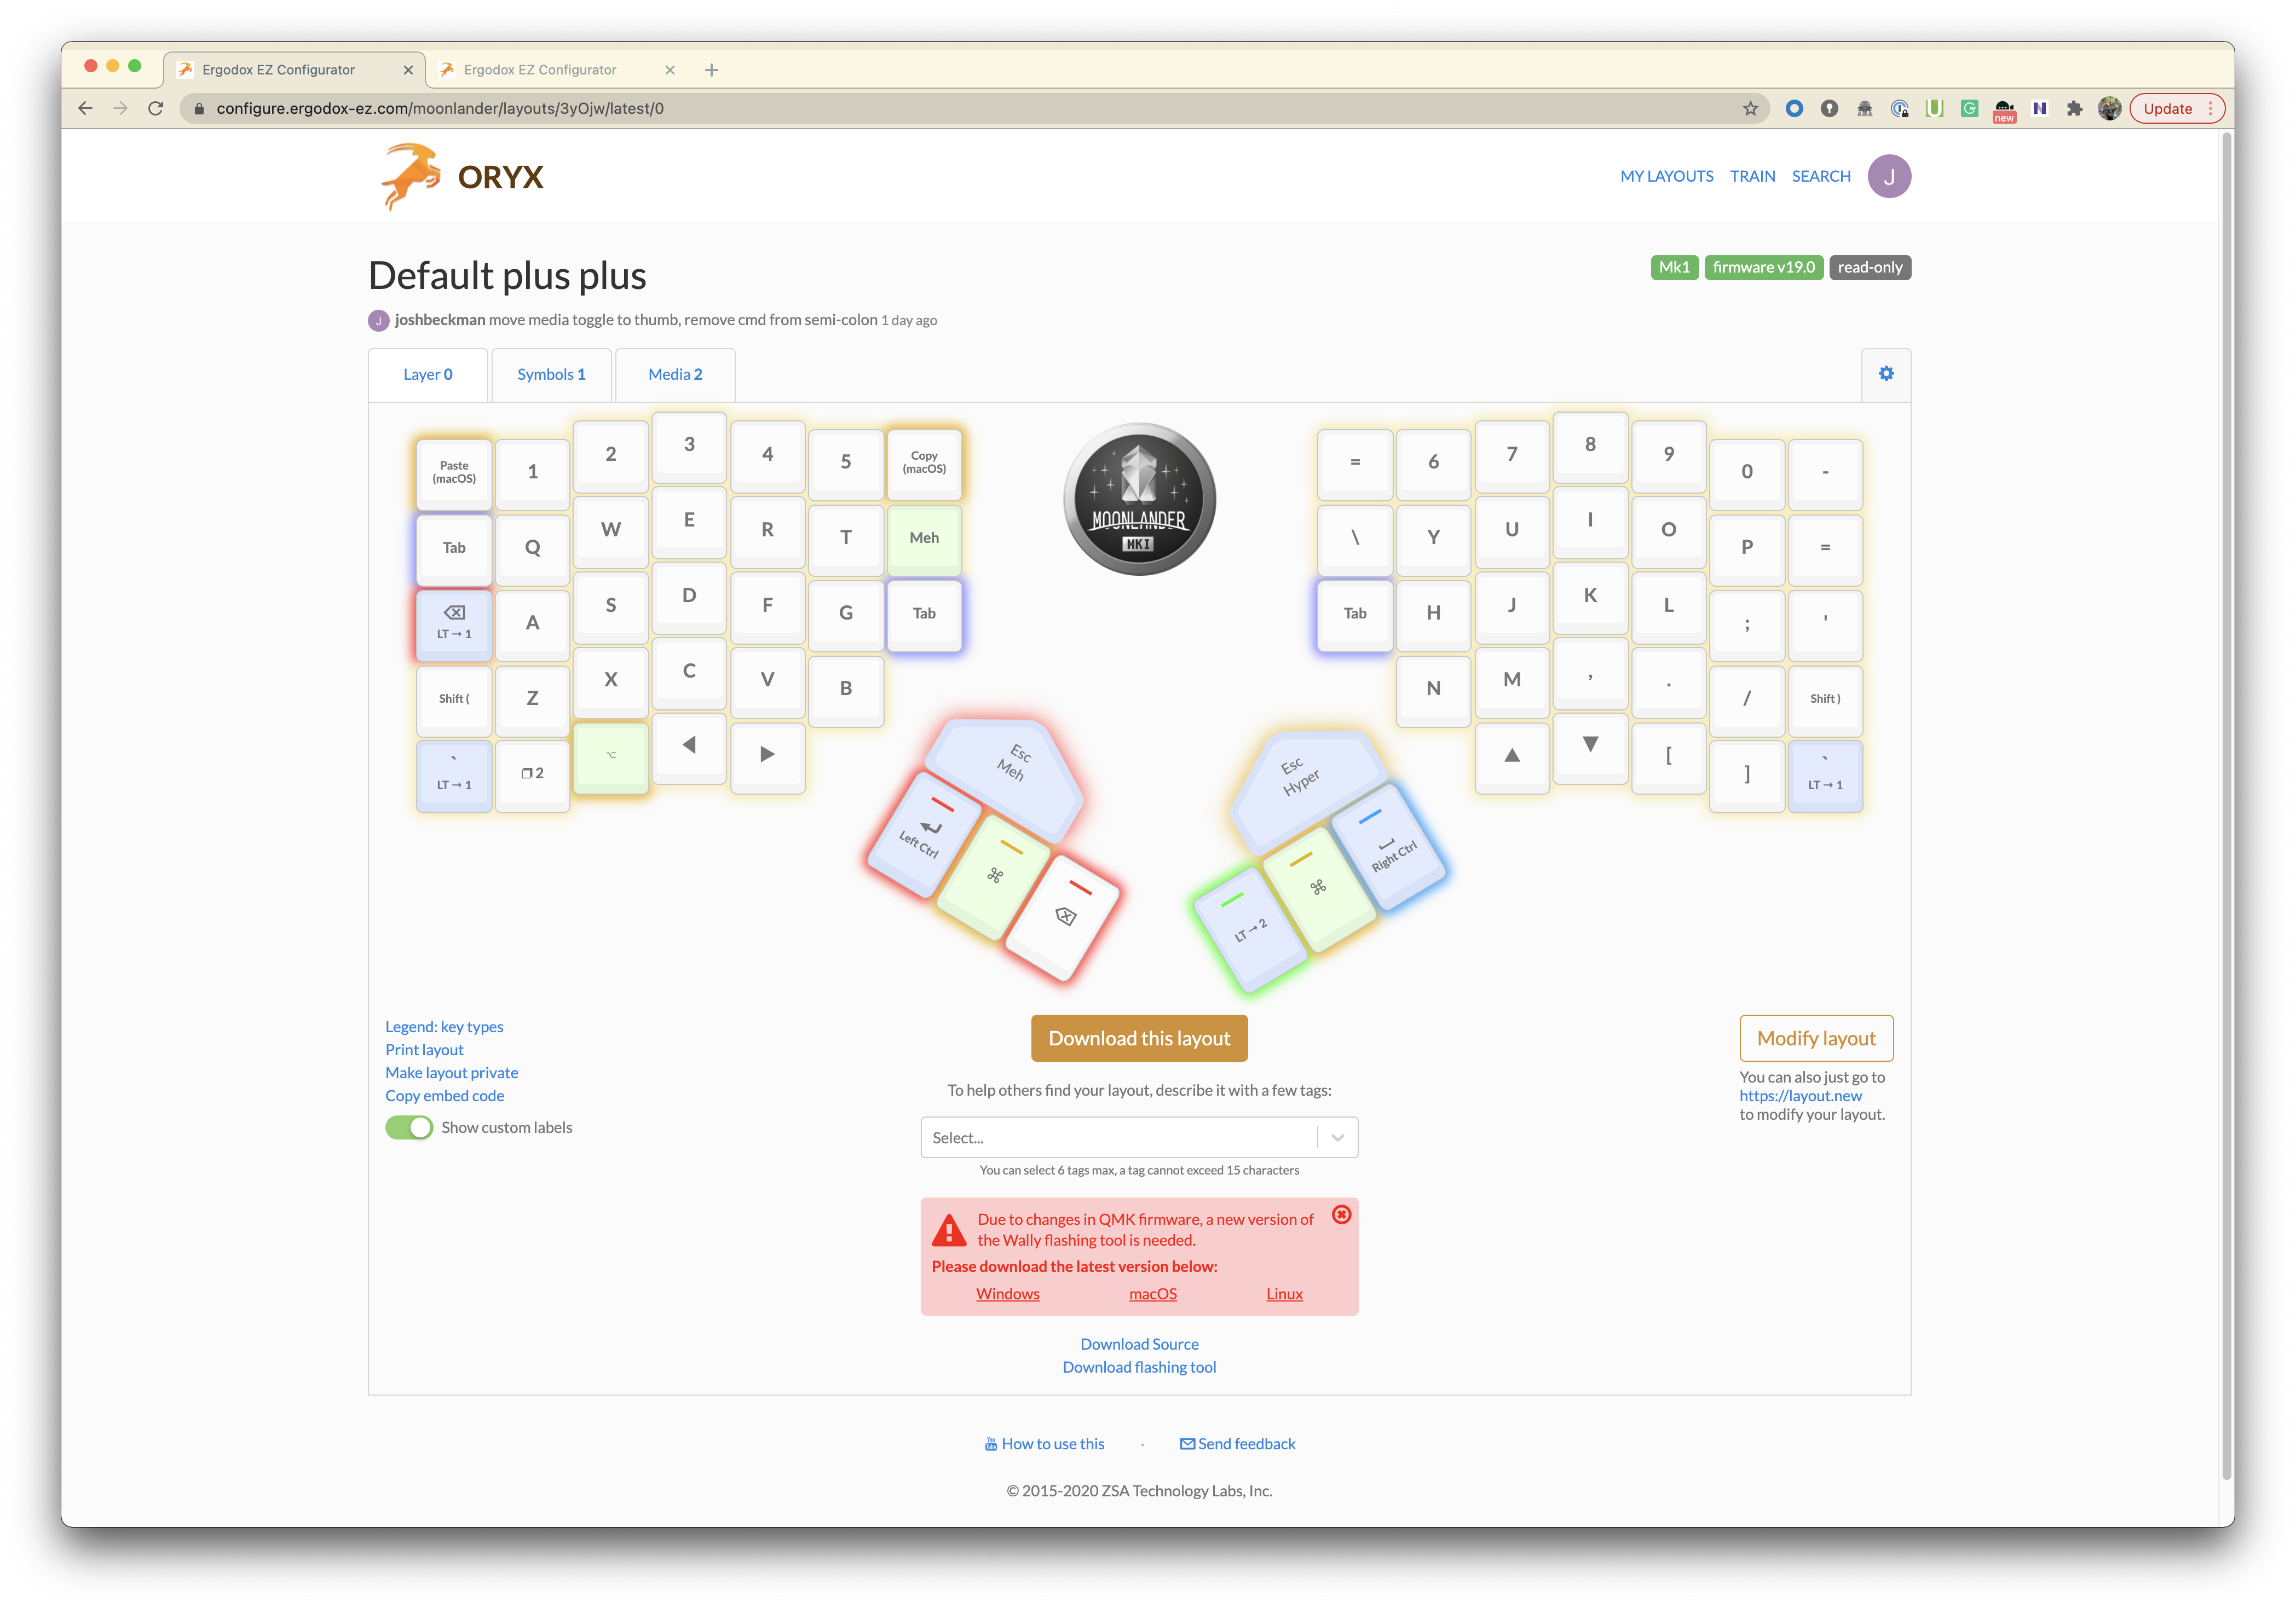 Ergodox EZ Configurator
Ergodox EZ Configurator
configure.ergodox-ez.com/moonlander/layouts/3yOjw/latest/0
new
Update
ORYX
MY LAYOUTS TRAIN SEARCH J
Default plus plus
Mk1 firmware v19.0 read-only
J joshbeckman move media toggle to thumb, remove cmd from semi-colon 1 day ago
Layer 0 Symbols 1 Media 2
Paste (macOS) 1 2 3 4 5 Copy (macOS)
= 6 7 8 9 0 -
Tab Q W E R T Meh
\ Y U I O P =
LT → 1 A S D F G Tab
Tab H J K L ; '
Shift ( Z X C V B
N M , . / Shift )
` LT → 1 2 ⌥ ◀ ▶
▲ ▼ [ ] ` LT → 1
MOONLANDER
MKI
Esc
Meh
Left Ctrl
⌘
Esc
Hyper
Right Ctrl
⌘
LT → 2
Legend: key types
Print layout
Make layout private
Copy embed code
Show custom labels
Download this layout
To help others find your layout, describe it with a few tags:
Select...
You can select 6 tags max, a tag cannot exceed 15 characters
Due to changes in QMK firmware, a new version of
the Wally flashing tool is needed.
Please download the latest version below:
Windows macOS Linux
Download Source
Download flashing tool
Modify layout
You can also just go to
https://layout.new
to modify your layout.
How to use this · Send feedback
© 2015-2020 ZSA Technology Labs, Inc.